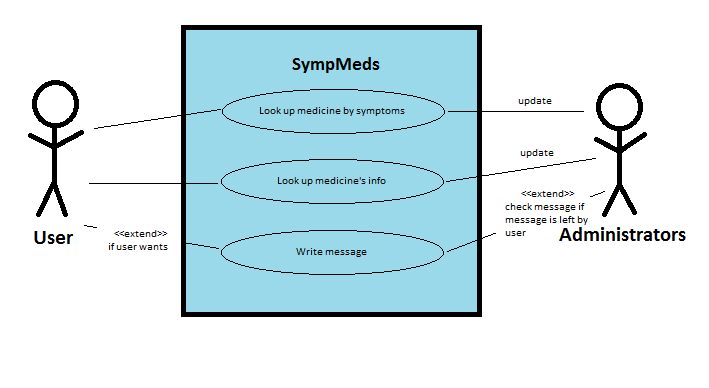 SympMeds
Look up medicine by symptoms
update
Look up medicine's info
update
<<extend>>
check message if
message is left by
user
<<extend>>
if user wants
Write message
User
Administrators